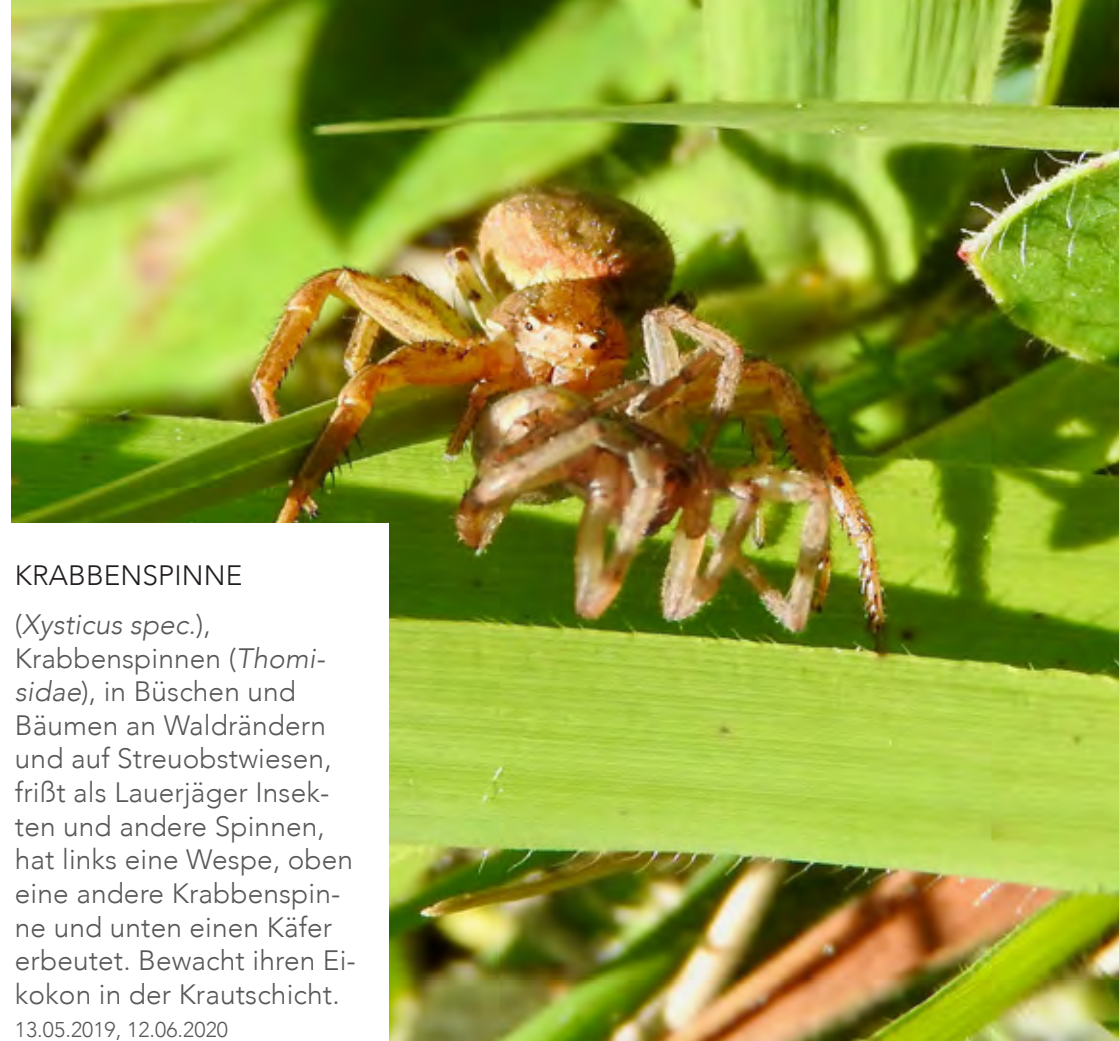 KRABBENSPINNE
(Xysticus spec.),
Krabbenspinnen (Thomi-
sidae), in Büschen und
Bäumen an Waldrändern
und auf Streuobstwiesen,
frißt als Lauerjäger Insek-
ten und andere Spinnen,
hat links eine Wespe, oben
eine andere Krabbenspin-
ne und unten einen Käfer
erbeutet. Bewacht ihren Ei-
kokon in der Krautschicht.
13.05.2019, 12.06.2020